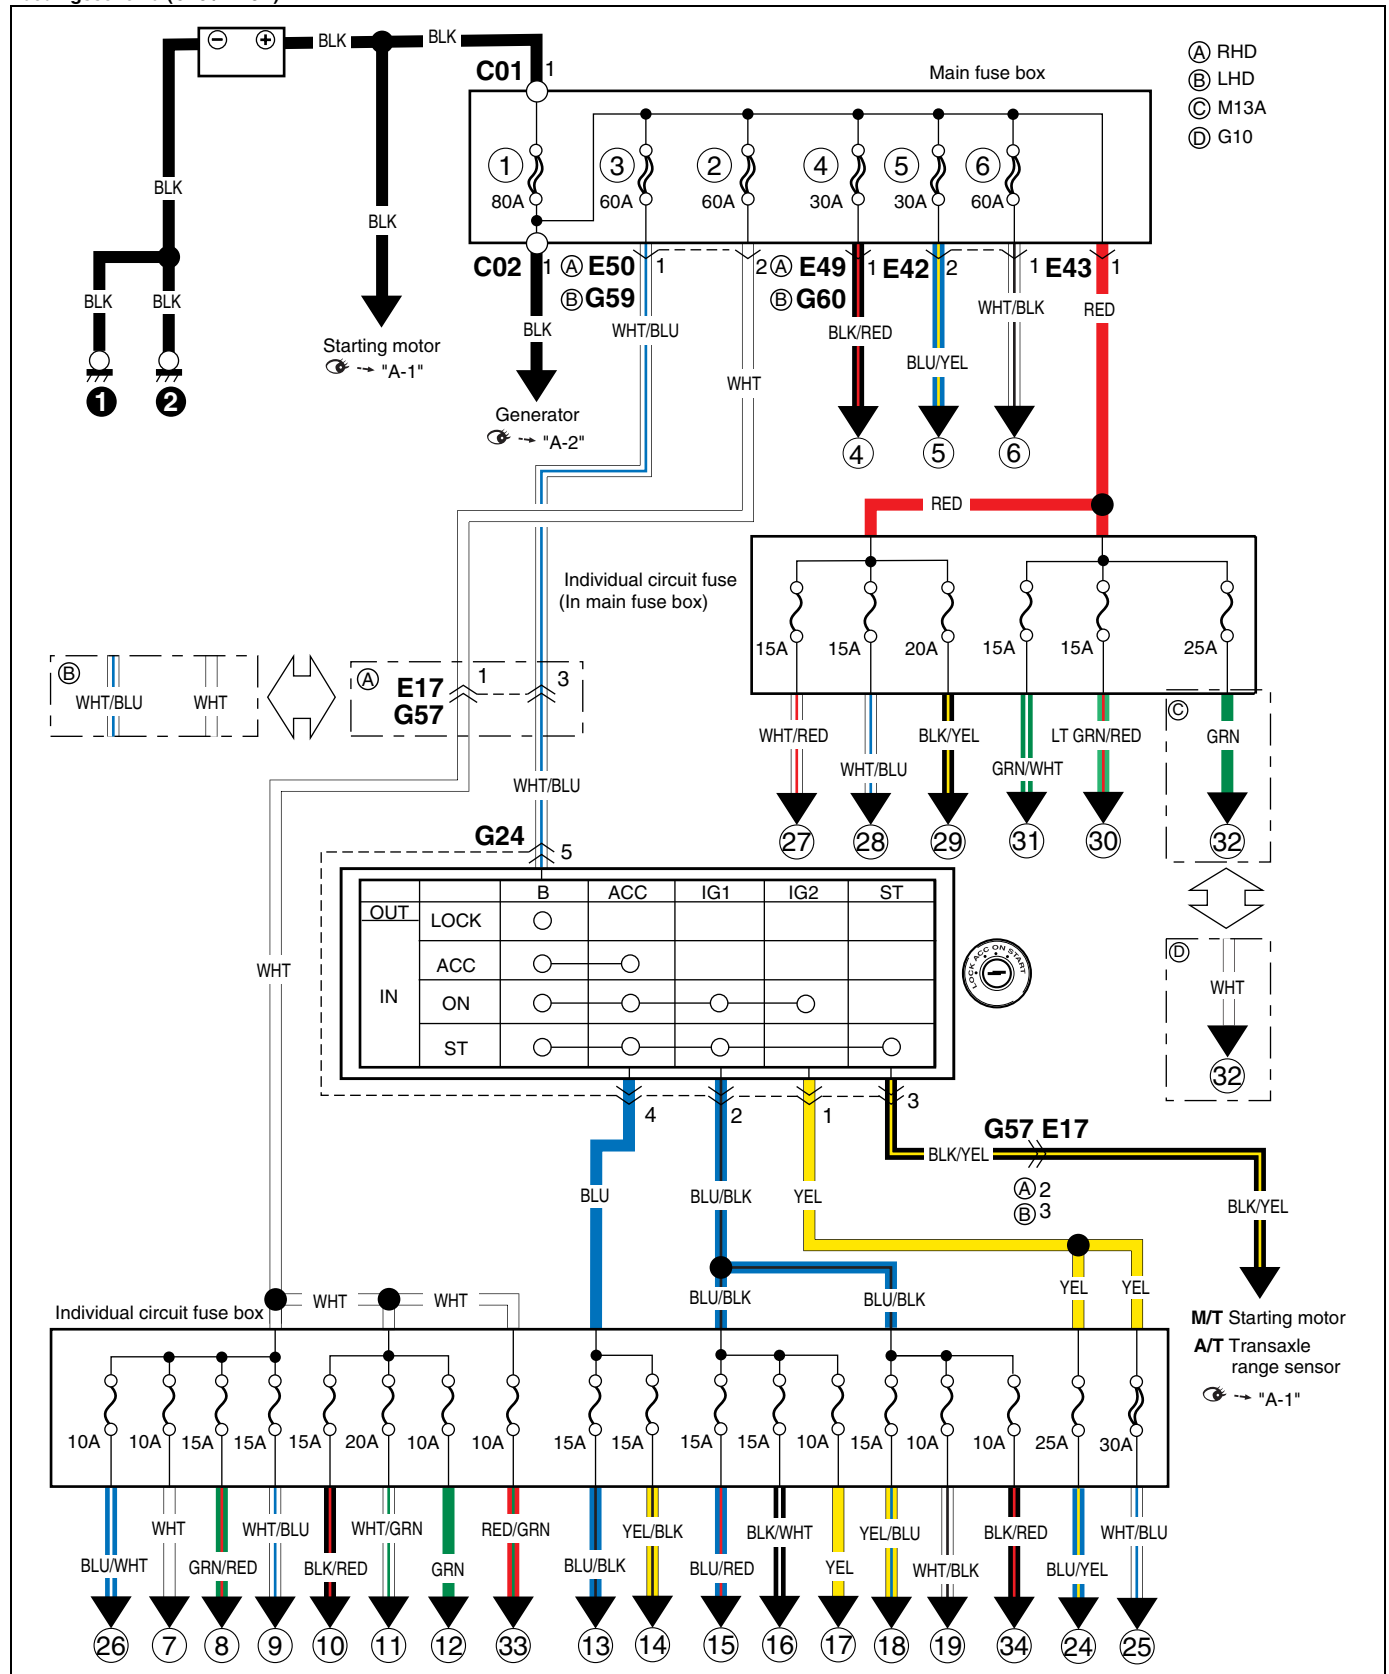 BLK
BLK
C01
1
Main fuse box
Ⓐ RHD
Ⓑ LHD
Ⓒ M13A
Ⓓ G10
− +
1 3 2 4 5 6
80A 60A 60A 30A 30A 60A
BLK
BLK
BLK BLK
1 2
Starting motor
"A-1"
C02 1
Ⓐ E50 1
Ⓑ G59
2 Ⓐ E49 1
Ⓑ G60
E42 2
1 E43 1
BLK
WHT/BLU
WHT
BLK/RED
BLU/YEL
WHT/BLK
RED
Generator
"A-2"
4 5 6
RED
Individual circuit fuse
(In main fuse box)
15A 15A 20A 15A 15A 25A
Ⓑ
WHT/BLU WHT
Ⓐ
E17
G57
1 3
WHT/RED
WHT/BLU
BLK/YEL
GRN/WHT
LT GRN/RED
Ⓒ
GRN
27 28 29 31 30 32
WHT/BLU
G24 5
B ACC IG1 IG2 ST
OUT
LOCK
ACC
IN
ON
ST
LOCK ACC ON START
WHT
Ⓓ
WHT
32
4 2 1 3
G57 E17
BLK/YEL
Ⓐ 2
Ⓑ 3
BLK/YEL
BLU
BLU/BLK
YEL
YEL YEL
BLU/BLK
BLU/BLK
WHT WHT
Individual circuit fuse box
M/T Starting motor
A/T Transaxle
range sensor
"A-1"
10A 10A 15A 15A 15A 20A 10A 10A 15A 15A 15A 15A 10A 15A 10A 10A 25A 30A
WHT WHT/BLU WHT/GRN RED/GRN YEL/BLK BLK/WHT YEL/BLU BLK/RED WHT/BLU
BLU/WHT GRN/RED BLK/RED GRN BLU/BLK BLU/RED YEL WHT/BLK BLU/YEL
26 7 8 9 10 11 12 33 13 14 15 16 17 18 19 34 24 25